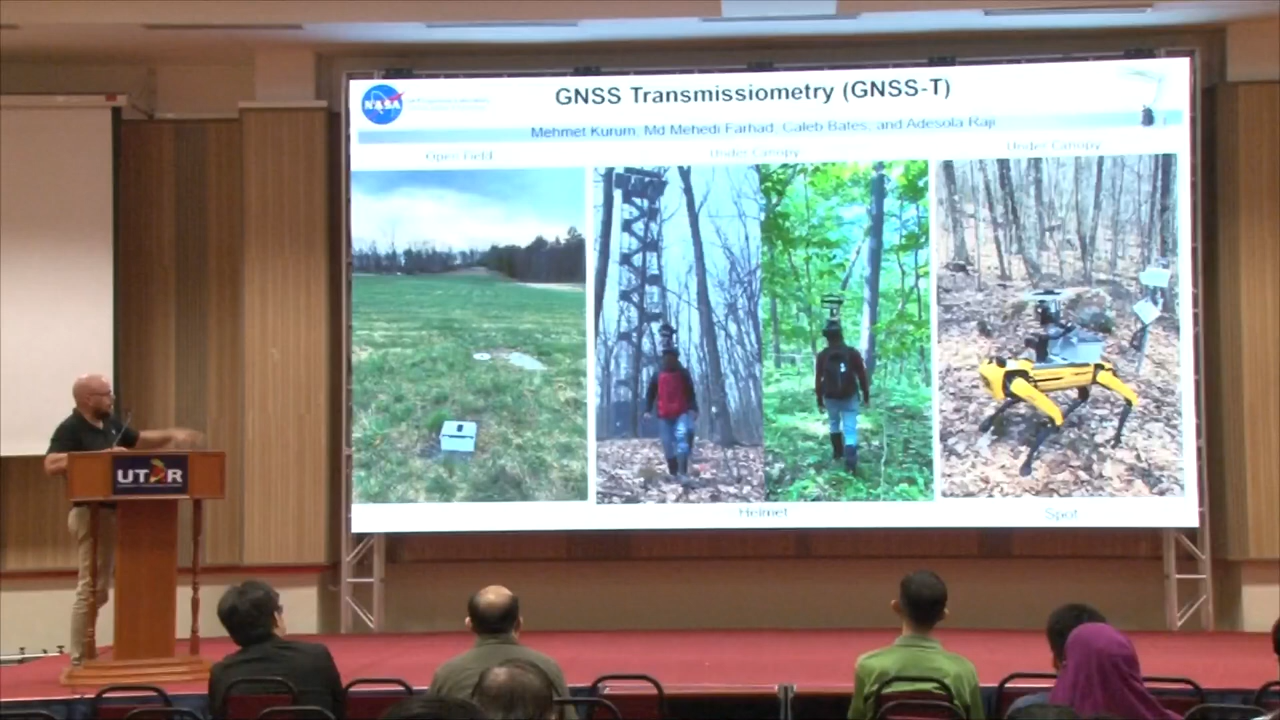 GNSS Transmissiometry (GNSS-T)
NASA
Mehmet Kurum, Md Mehedi Farhad, Caleb Bates, and Adesola Raji
Open Field
Under Canopy
Under Canopy
Helmet
Spot
UTAR